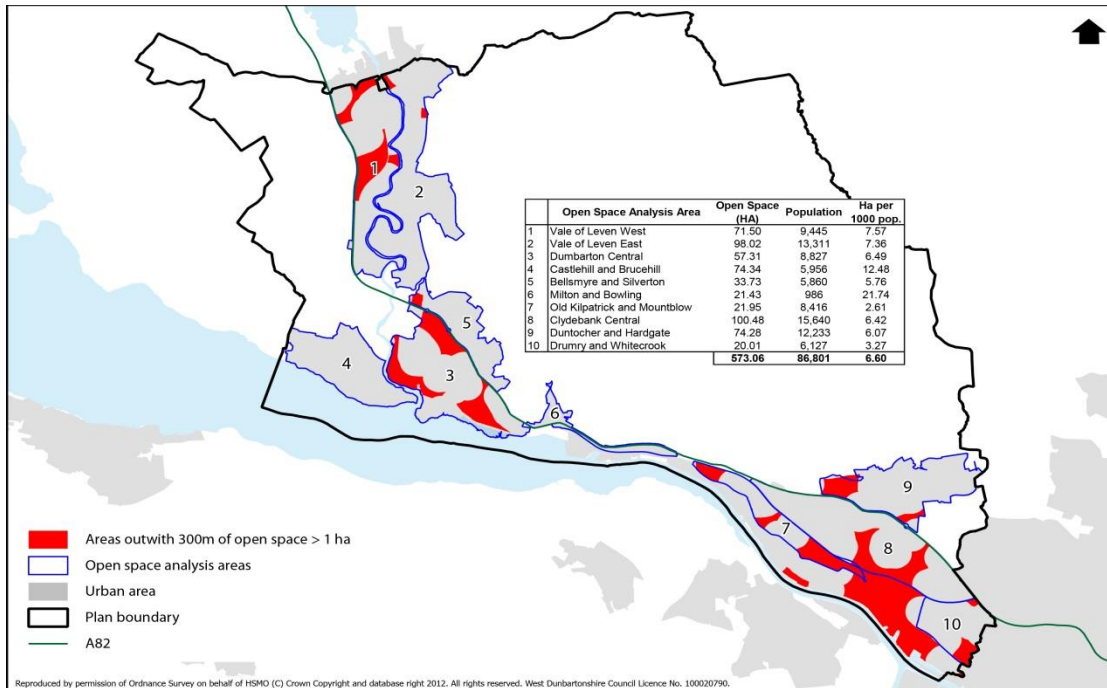 1
2
Open Space Analysis Area Open Space (HA) Population Ha per 1000 pop.
1 Vale of Leven West 71.50 9,445 7.57
2 Vale of Leven East 98.02 13,311 7.36
3 Dumbarton Central 57.31 8,827 6.49
4 Castlehill and Brucehill 74.34 5,956 12.48
5 Bellsmyre and Silverton 33.73 5,860 5.76
6 Milton and Bowling 21.43 986 21.74
7 Old Kilpatrick and Mountblow 21.95 8,416 2.61
8 Clydebank Central 100.48 15,640 6.42
9 Duntocher and Hardgate 74.28 12,233 6.07
10 Drumry and Whitecrook 20.01 6,127 3.27
573.06 86,801 6.60
5
4
3
6
9
7
8
10
Areas outwith 300m of open space > 1 ha
Open space analysis areas
Urban area
Plan boundary
A82
Reproduced by permission of Ordnance Survey on behalf of HSMO (C) Crown Copyright and database right 2012. All rights reserved. West Dunbartonshire Council Licence No. 100020790.